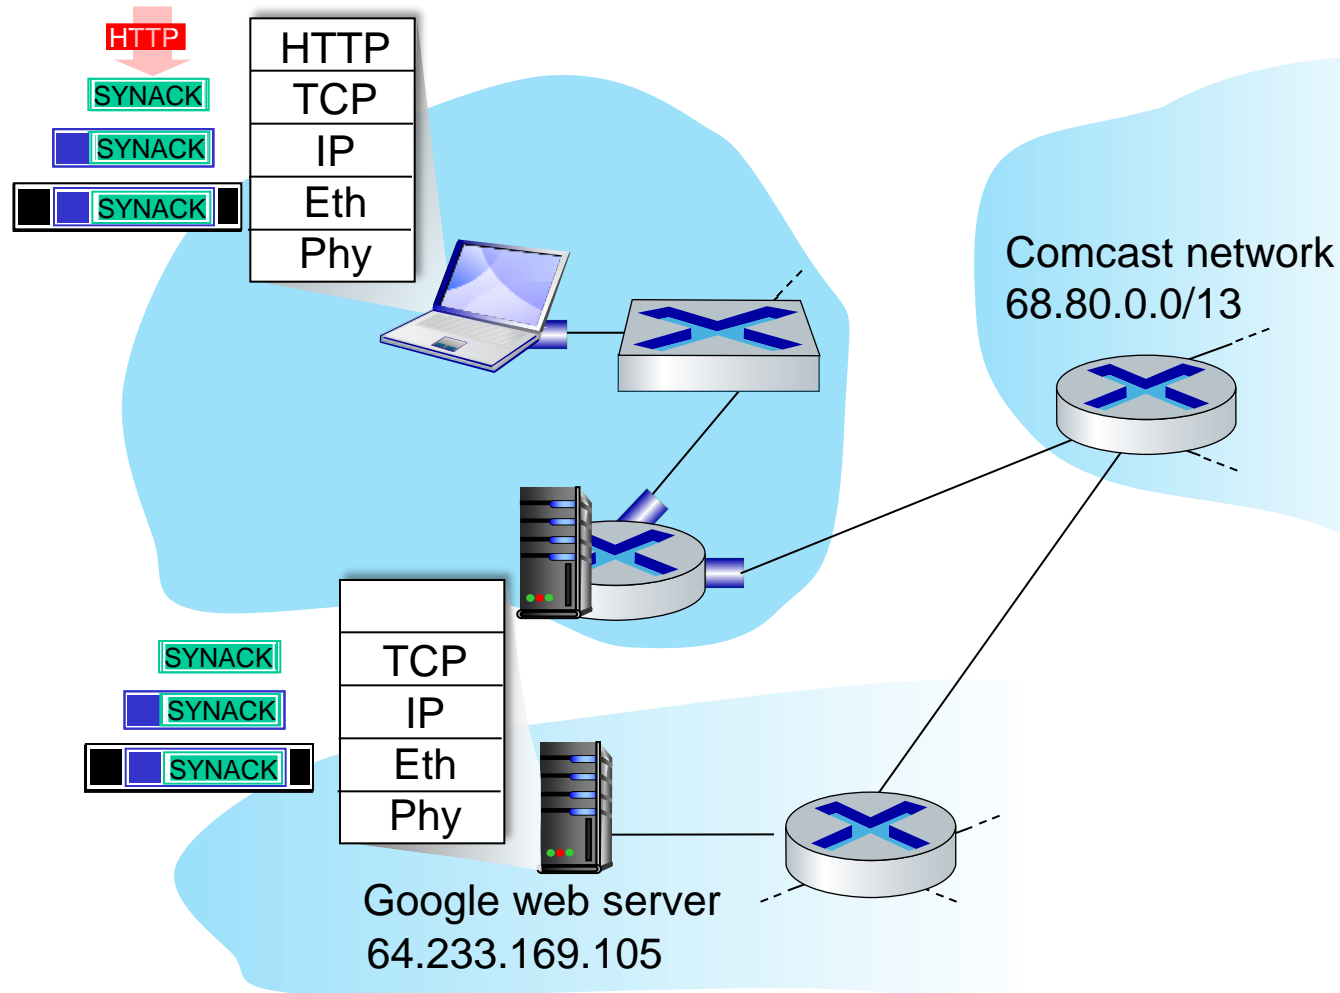 HTTP
SYNACK
SYNACK
SYNACK
HTTP
TCP
IP
Eth
Phy
Comcast network
68.80.0.0/13
SYNACK
SYNACK
SYNACK
TCP
IP
Eth
Phy
Google web server
64.233.169.105